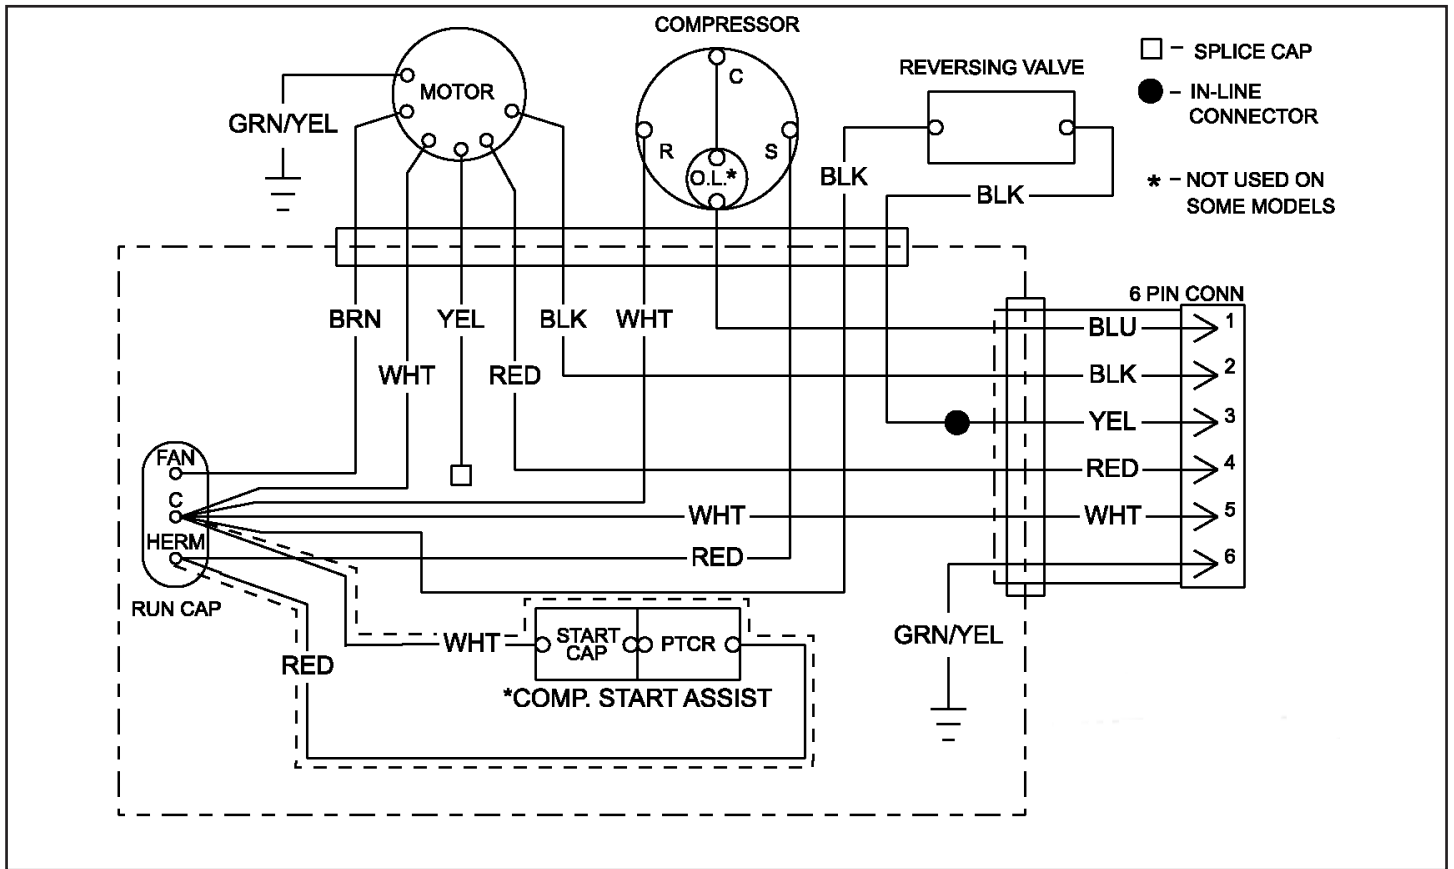 COMPRESSOR
C
R
S
O.L.*
MOTOR
GRN/YEL
REVERSING VALVE
BLK
BLK
- SPLICE CAP
- IN-LINE
CONNECTOR
* - NOT USED ON
SOME MODELS
BRN
YEL
BLK
WHT
WHT
RED
6 PIN CONN
BLU
1
BLK
2
YEL
3
RED
4
WHT
WHT
5
6
FAN
C
HERM
RUN CAP
RED
GRN/YEL
WHT
START
CAP
PTCR
*COMP. START ASSIST
RED